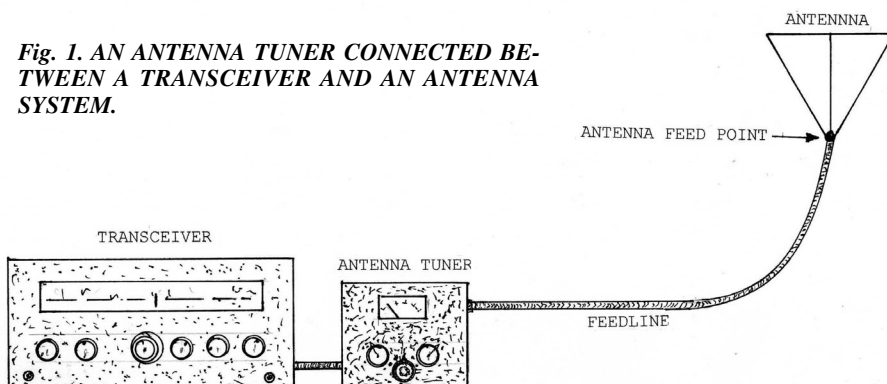 ANTENNNA
Fig. 1. AN ANTENNA TUNER CONNECTED BE-
TWEEN A TRANSCEIVER AND AN ANTENNA
SYSTEM.
ANTENNA FEED POINT
TRANSCEIVER
ANTENNA TUNER
FEEDLINE